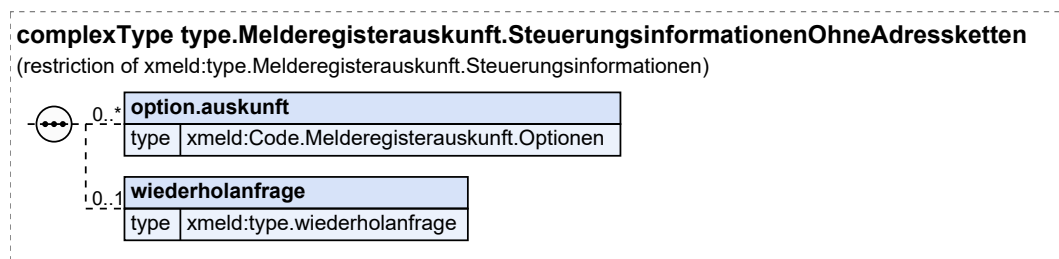 complexType type.Melderegisterauskunft.SteuerungsinformationenOhneAdressketten
(restriction of xmeld:type.Melderegisterauskunft.Steuerungsinformationen)
0..* option.auskunft
type xmeld:Code.Melderegisterauskunft.Optionen
0..1 wiederholanfrage
type xmeld:type.wiederholanfrage